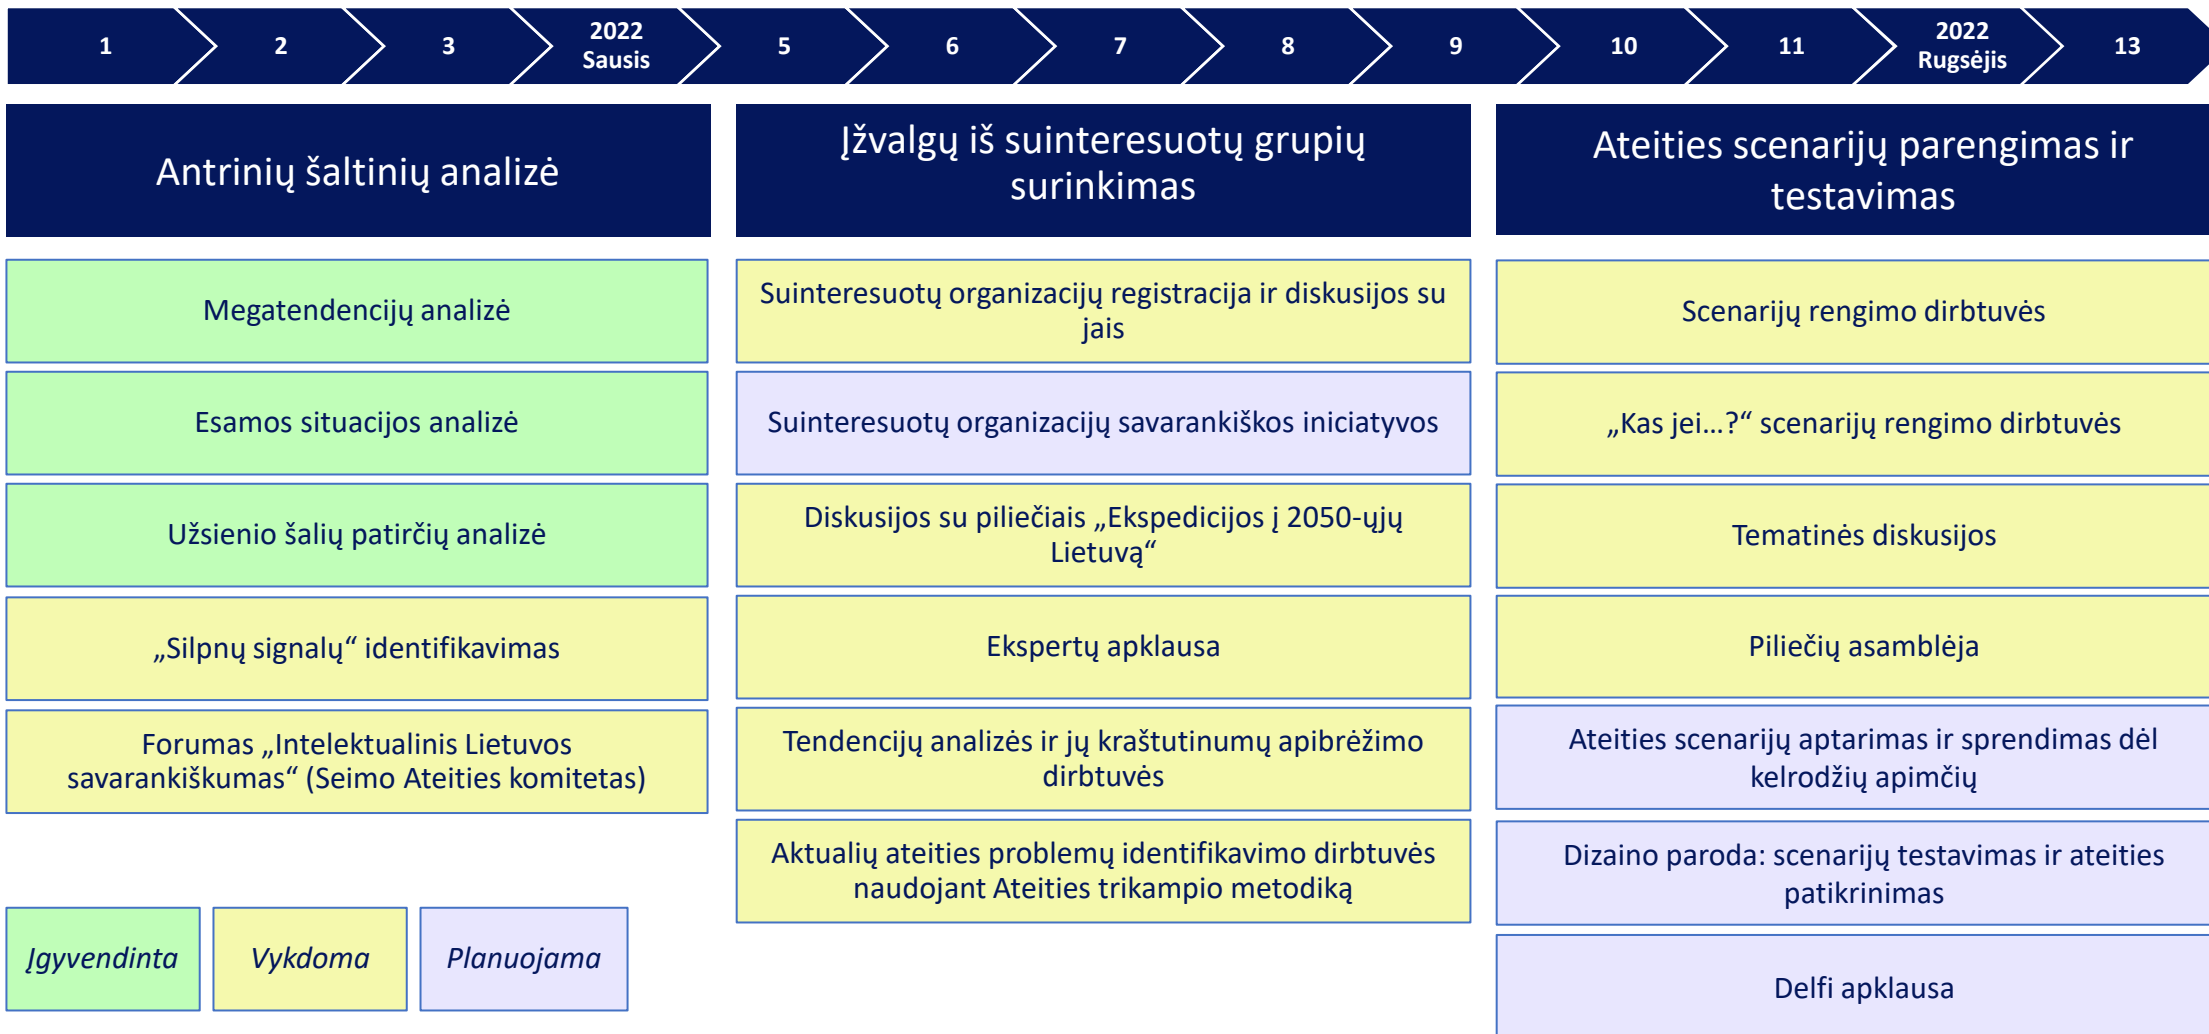 1
2
3
2022
Sausis
5
6
7
8
9
10
11
2022
Rugsėjis
13
Antrinių šaltinių analizė
Megatendencijų analizė
Esamos situacijos analizė
Užsienio šalių patirčių analizė
„Silpnų signalų“ identifikavimas
Forumas „Intelektualinis Lietuvos
savarankiškumas“ (Seimo Ateities komitetas)
Įžvalgų iš suinteresuotų grupių
surinkimas
Suinteresuotų organizacijų registracija ir diskusijos su
jais
Suinteresuotų organizacijų savarankiškos iniciatyvos
Diskusijos su piliečiais „Ekspedicijos į 2050-ųjų
Lietuvą“
Ekspertų apklausa
Tendencijų analizės ir jų kraštutinumų apibrėžimo
dirbtuvės
Aktualių ateities problemų identifikavimo dirbtuvės
naudojant Ateities trikampio metodiką
Ateities scenarijų parengimas ir
testavimas
Scenarijų rengimo dirbtuvės
„Kas jei...?“ scenarijų rengimo dirbtuvės
Tematinės diskusijos
Piliečių asamblėja
Ateities scenarijų aptarimas ir sprendimas dėl
kelrodžių apimčių
Dizaino paroda: scenarijų testavimas ir ateities
patikrinimas
Delfi apklausa
Įgyvendinta
Vykdoma
Planuojama